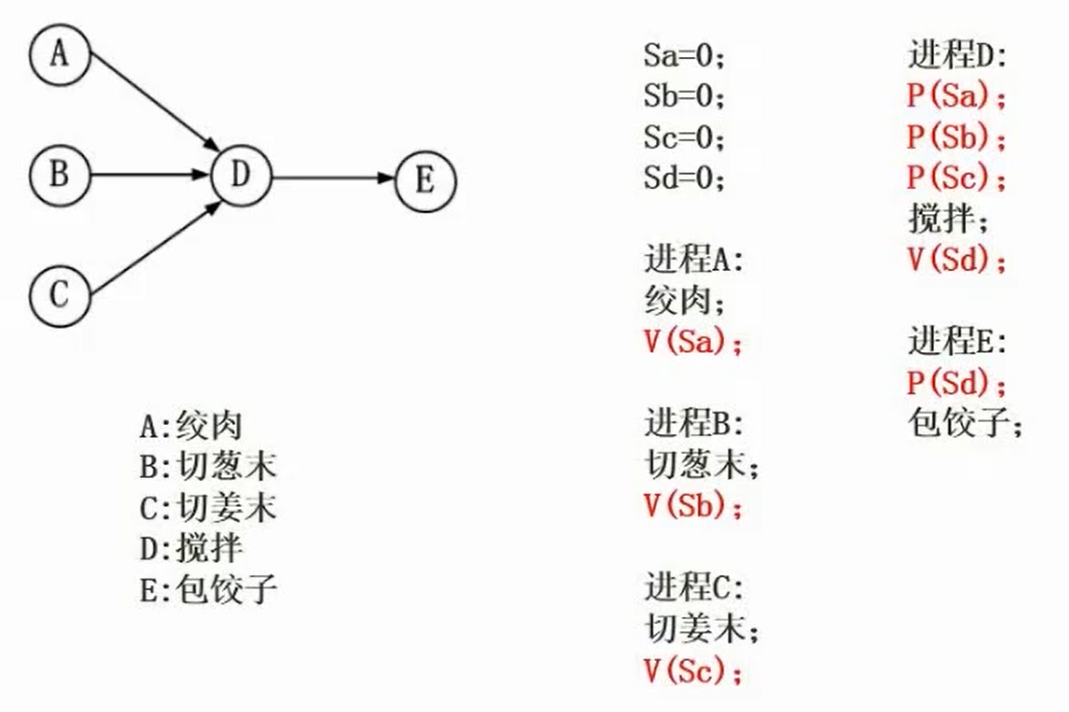 A
B
C
D
E
A:绞肉
B:切葱末
C:切姜末
D:搅拌
E:包饺子
Sa=0;
Sb=0;
Sc=0;
Sd=0;
进程A:
绞肉;
V(Sa);
进程B:
切葱末;
V(Sb);
进程C:
切姜末;
V(Sc);
进程D:
P(Sa);
P(Sb);
P(Sc);
搅拌;
V(Sd);
进程E:
P(Sd);
包饺子;